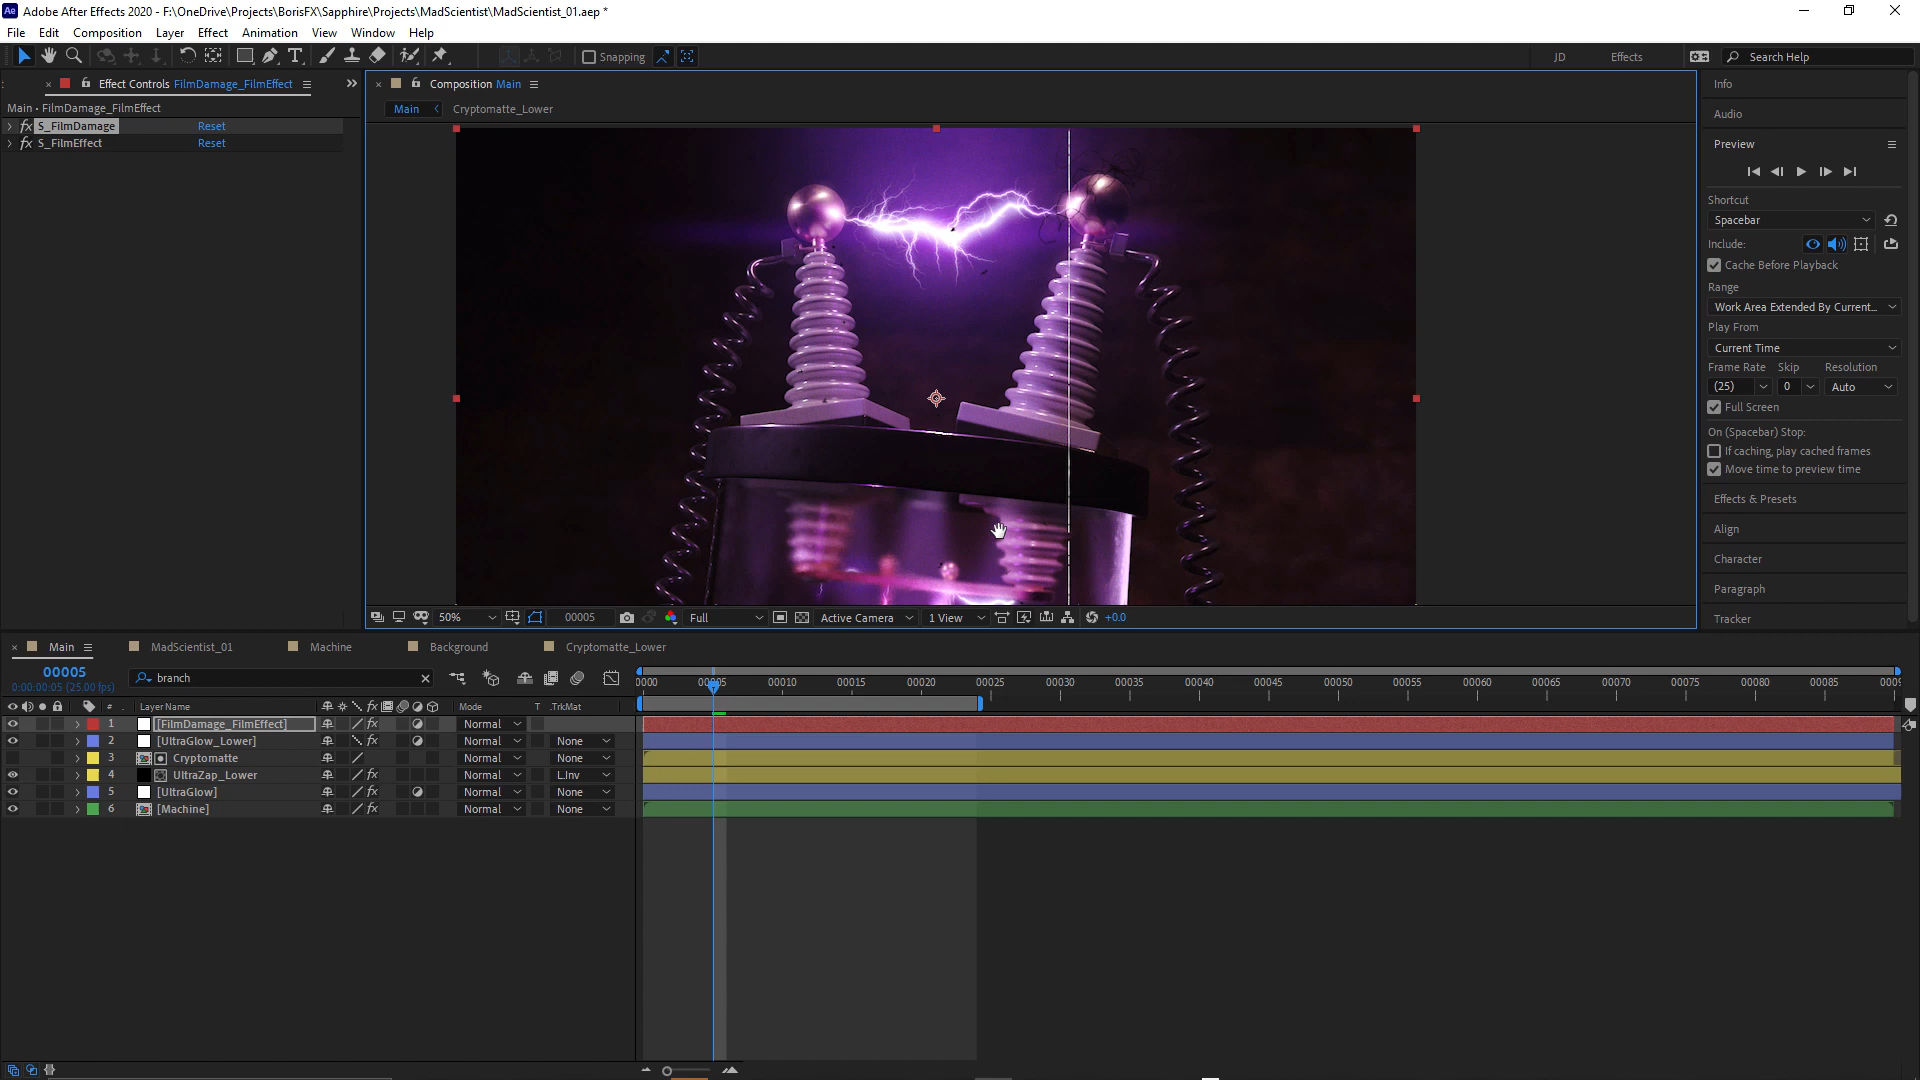 Adobe After Effects 2020 - F:\OneDrive\Projects\BorisFX\Sapphire\Projects\MadScientist\MadScientist_01.aep *
File Edit Composition Layer Effect Animation View Window Help
Snapping
JD
Effects
Search Help
Effect Controls FilmDamage_FilmEffect
Main • FilmDamage_FilmEffect
fx S_FilmDamage Reset
fx S_FilmEffect Reset
Composition Main
Main
Cryptomatte_Lower
50%
00005
Full
Active Camera
1 View
+0.0
Info
Audio
Preview
Shortcut
Spacebar
Include:
Cache Before Playback
Range
Work Area Extended By Current...
Play From
Current Time
Frame Rate Skip Resolution
(25) 0 Auto
Full Screen
On (Spacebar) Stop:
If caching, play cached frames
Move time to preview time
Effects & Presets
Align
Character
Paragraph
Tracker
Main
MadScientist_01
Machine
Background
Cryptomatte_Lower
00005
0:00:00:05 (25.00 fps)
branch
0000 00005 00010 00015 00020 00025 00030 00035 00040 00045 00050 00055 00060 00065 00070 00075 00080 00085 0009
# Layer Name Mode T .TrkMat
1 [FilmDamage_FilmEffect] Normal
2 [UltraGlow_Lower] Normal None
3 Cryptomatte Normal None
4 UltraZap_Lower Normal L.Inv
5 [UltraGlow] Normal None
6 [Machine] Normal None